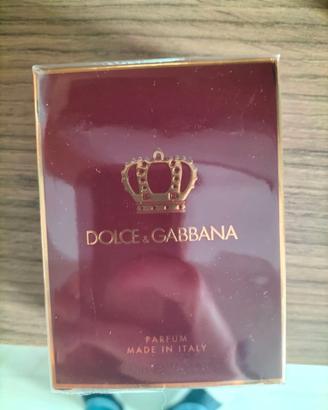 DOLCE & GABBANA
PARFUM
MADE IN ITALY